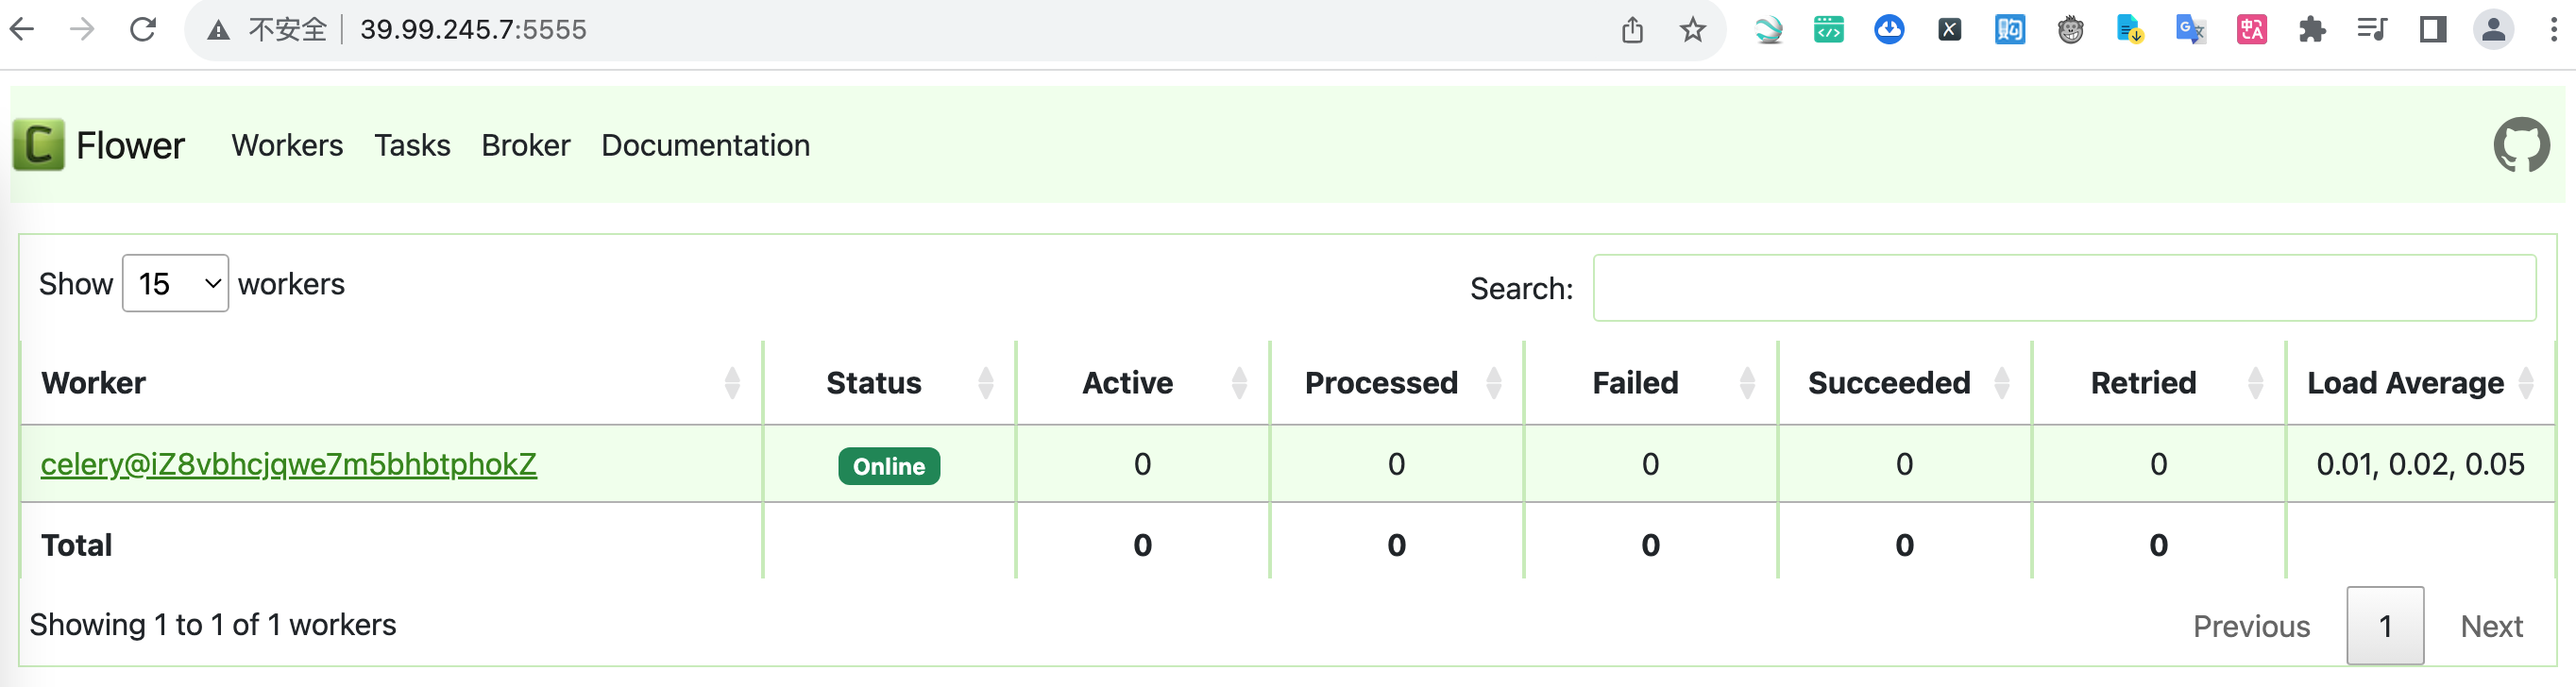 不安全 39.99.245.7:5555
C Flower Workers Tasks Broker Documentation
Show 15 workers Search:
Worker Status Active Processed Failed Succeeded Retried Load Average
celery@iZ8vbhcjqwe7m5bhbtphokZ Online 0 0 0 0 0 0.01, 0.02, 0.05
Total 0 0 0 0 0
Showing 1 to 1 of 1 workers Previous 1 Next